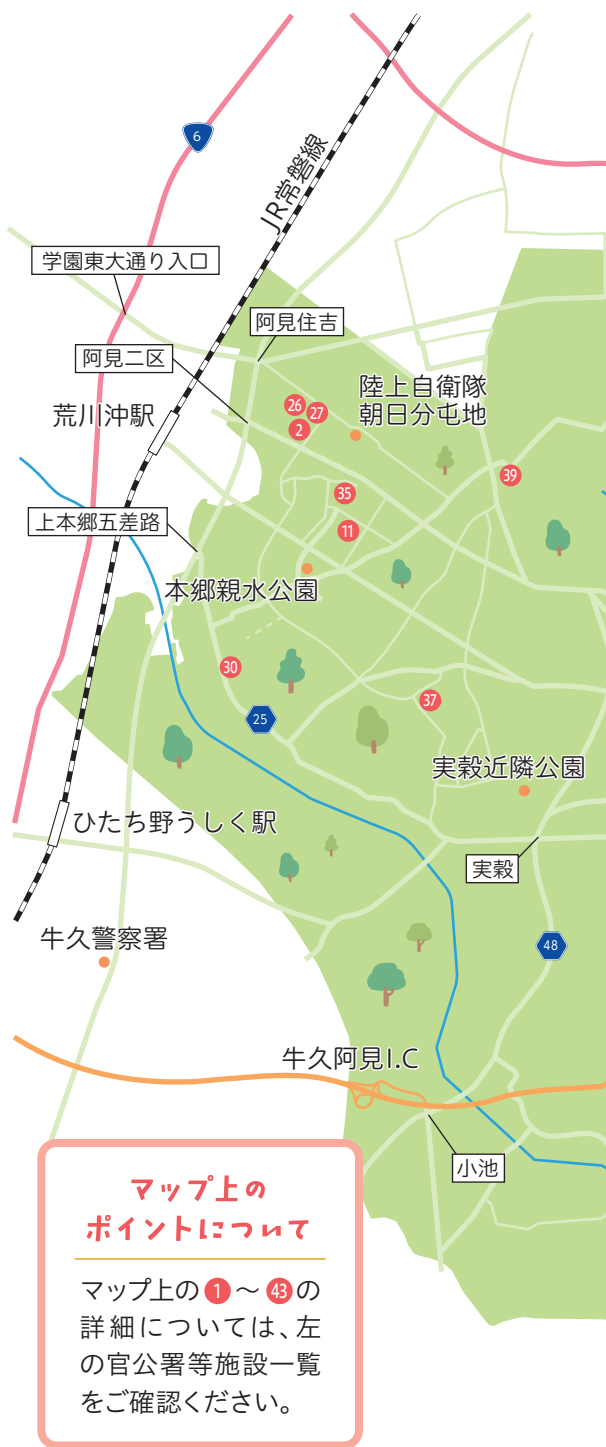 6
JR常磐線
学園東大通り入口
阿見住吉
阿見二区
陸上自衛隊
朝日分屯地
荒川沖駅
26
27
2
39
35
上本郷五差路
11
本郷親水公園
30
37
25
実穀近隣公園
ひたち野うしく駅
実穀
牛久警察署
48
牛久阿見I.C
小池
マップ上の
ポイントについて
マップ上の1～43の
詳細については、左
の官公署等施設一覧
をご確認ください。